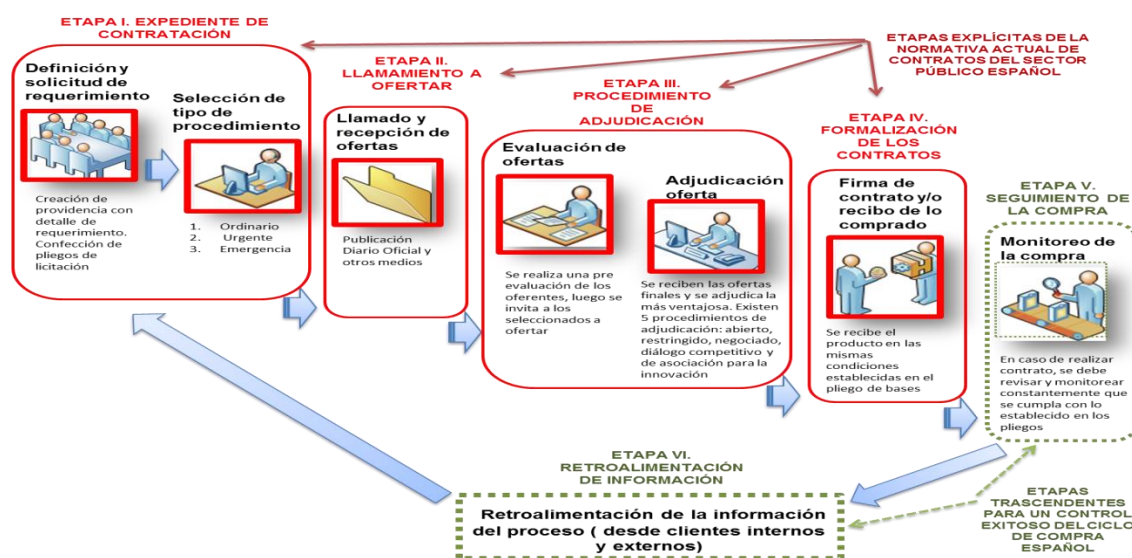 ETAPA I. EXPEDIENTE DE
CONTRATACIÓN
Definición y
solicitud de
requerimiento
Creación de
providencia con
detalle de
requerimiento.
Confección de
pliegos de
licitación
Selección de
tipo de
procedimiento
1. Ordinario
2. Urgente
3. Emergencia
ETAPA II.
LLAMAMIENTO A
OFERTAR
Llamado y
recepción de
ofertas
Publicación
Diario Oficial y
otros medios
ETAPA III.
PROCEDIMIENTO
DE
ADJUDICACIÓN
Evaluación de
ofertas
Se realiza una pre
evaluación de los
oferentes, luego se
invita a los
seleccionados a
ofertar
Adjudicación
oferta
Se reciben las ofertas
finales y se adjudica la
más ventajosa. Existen
5 procedimientos de
adjudicación: abierto,
restringido, negociado,
diálogo competitivo y
de asociación para la
innovación
ETAPAS EXPLÍCITAS DE LA
NORMATIVA ACTUAL DE
CONTRATOS DEL SECTOR
PÚBLICO ESPAÑOL
ETAPA IV.
FORMALIZACIÓN
DE LOS
CONTRATOS
Firma de
contrato y/o
recibo de lo
comprado
Se recibe el
producto en las
mismas
condiciones
establecidas en el
pliego de bases
ETAPA V.
SEGUIMIENTO DE
LA COMPRA
Monitoreo de
la compra
En caso de realizar
contrato, se debe
revisar y monitorear
constantemente que
se cumpla con lo
establecido en los
pliegos
ETAPA VI.
RETROALIMENTACIÓN
DE INFORMACIÓN
Retroalimentación de la información
del proceso ( desde clientes internos
y externos)
ETAPAS
TRASCENDENTES
PARA UN CONTROL
EXITOSO DEL CICLO
DE COMPRA
ESPAÑOL